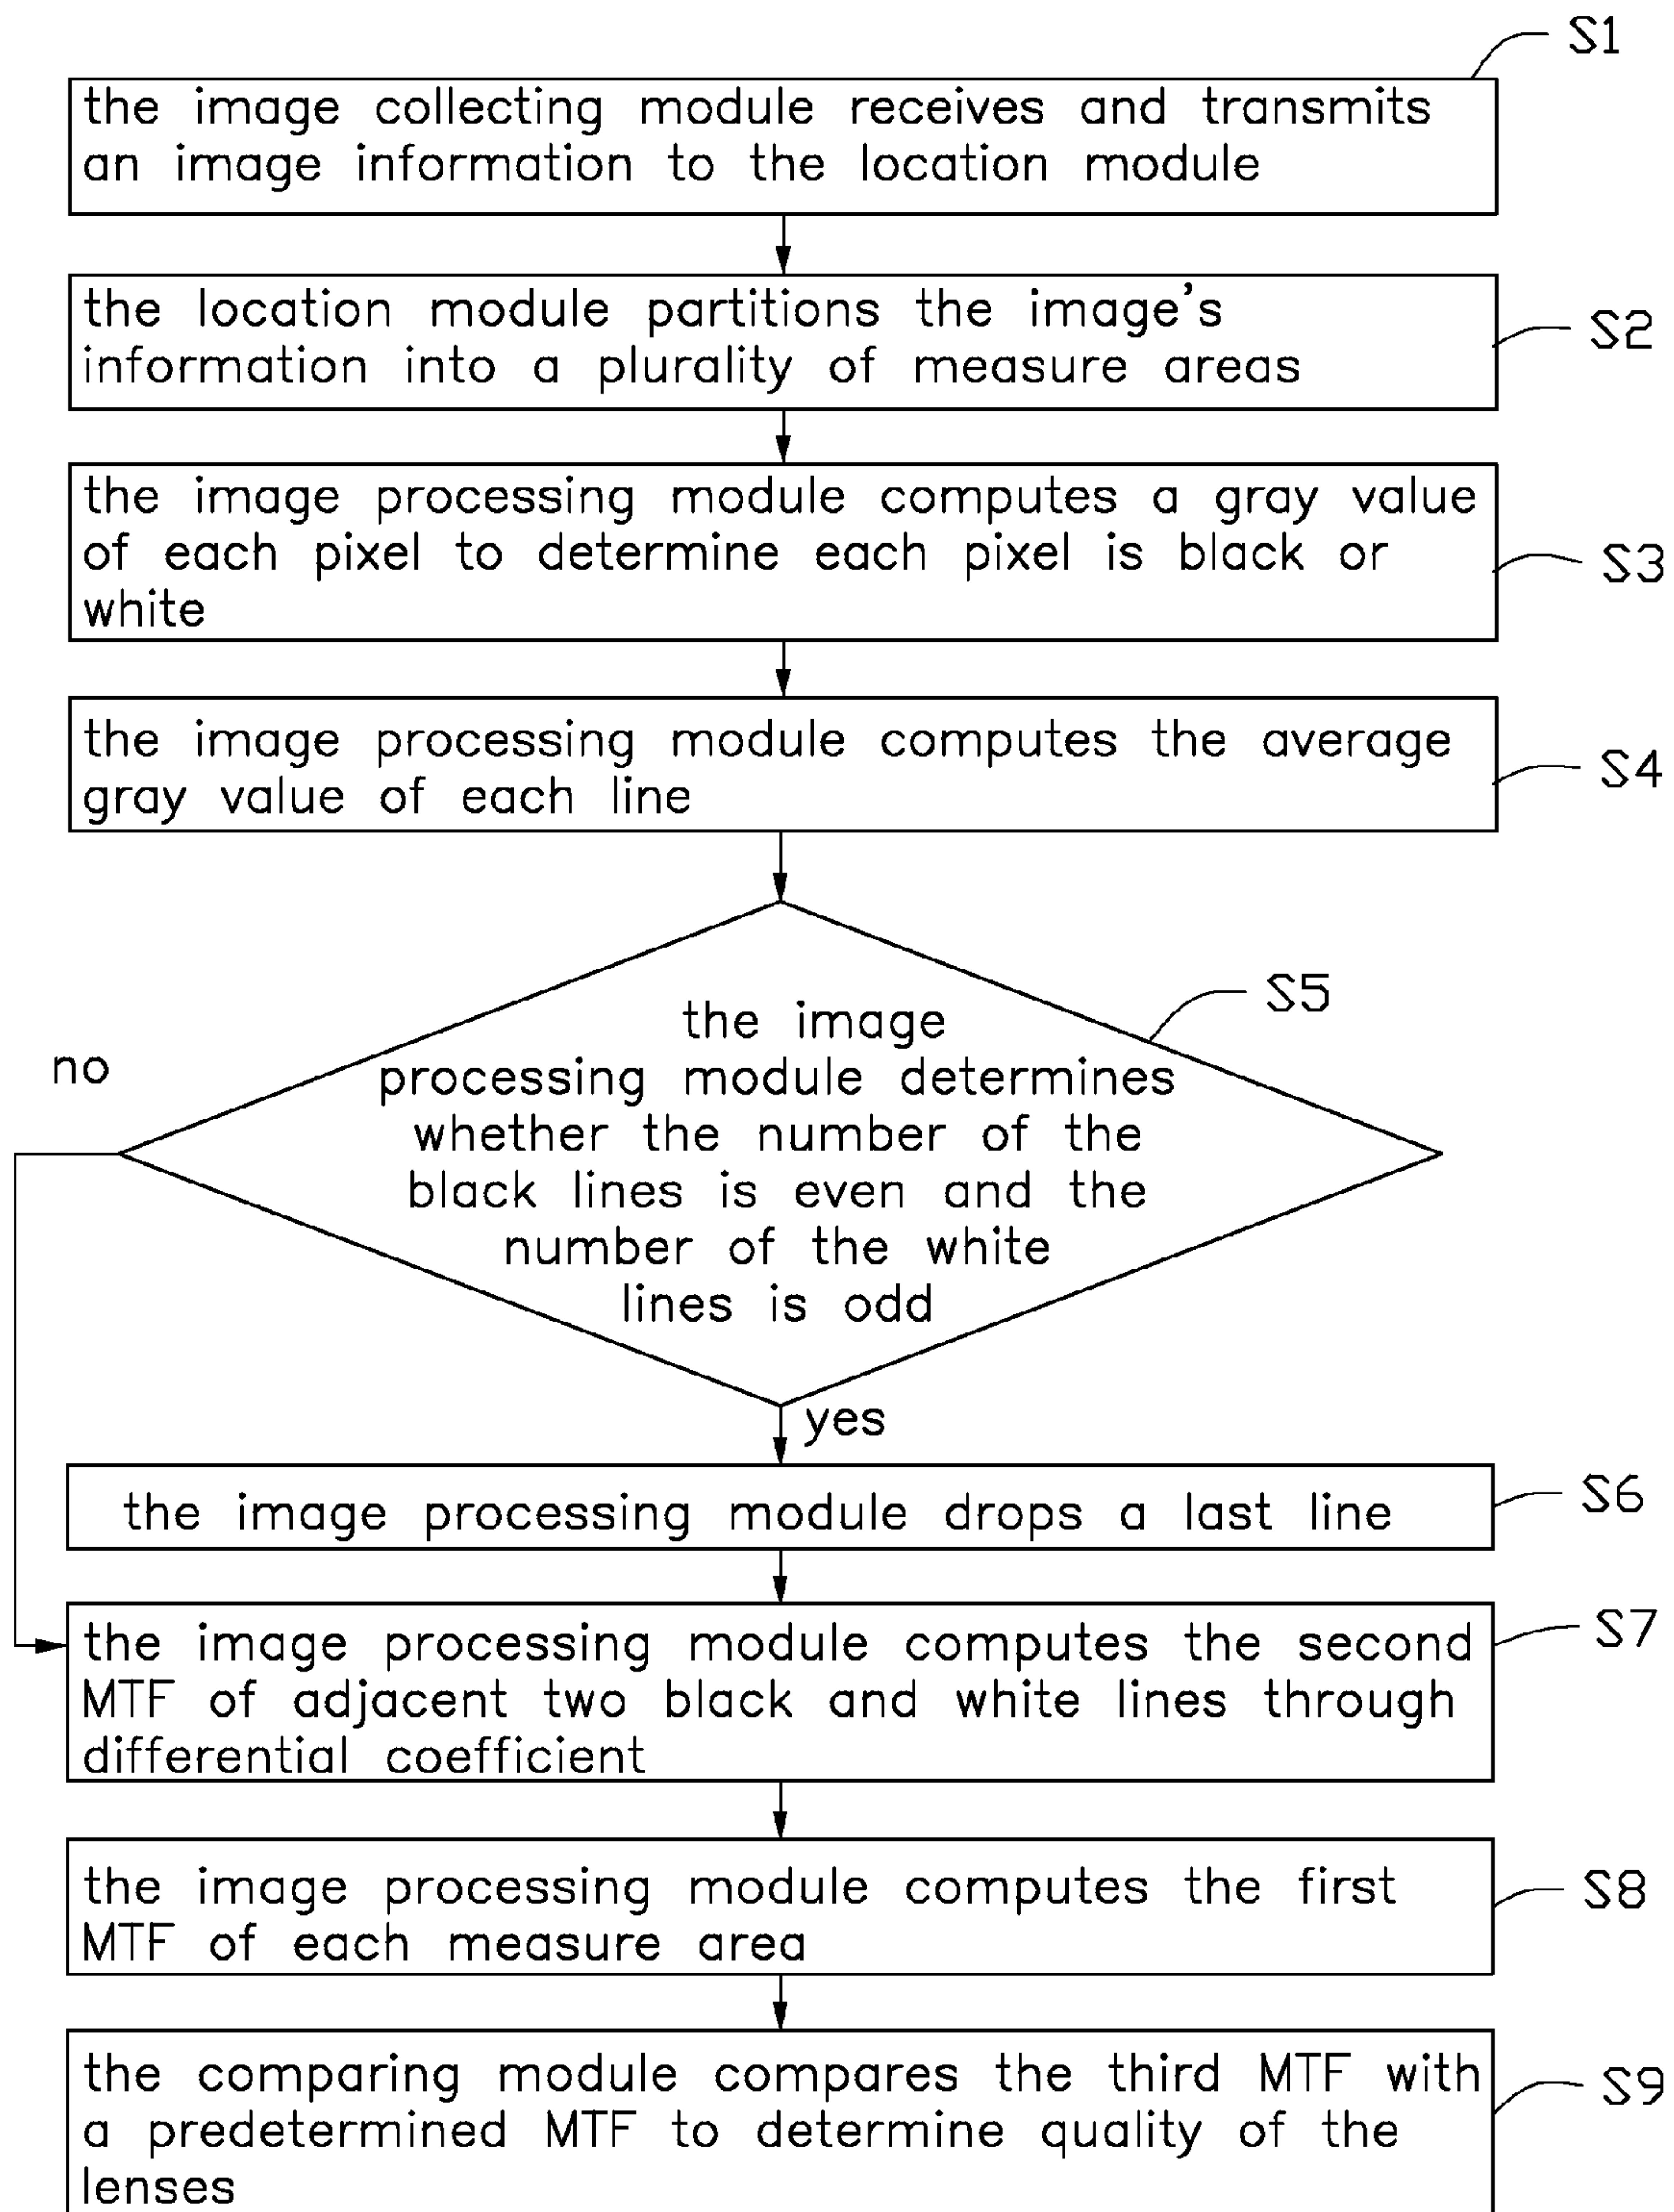 S1
the image collecting module receives and transmits
an image information to the location module
the location module partitions the image's
information into a plurality of measure areas
S2
the image processing module computes a gray value
of each pixel to determine each pixel is black or
white
S3
the image processing module computes the average
gray value of each line
S4
S5
the image
processing module determines
whether the number of the
black lines is even and the
number of the white
lines is odd
no
yes
the image processing module drops a last line
S6
the image processing module computes the second
MTF of adjacent two black and white lines through
differential coefficient
S7
the image processing module computes the first
MTF of each measure area
S8
the comparing module compares the third MTF with
a predetermined MTF to determine quality of the
lenses
S9